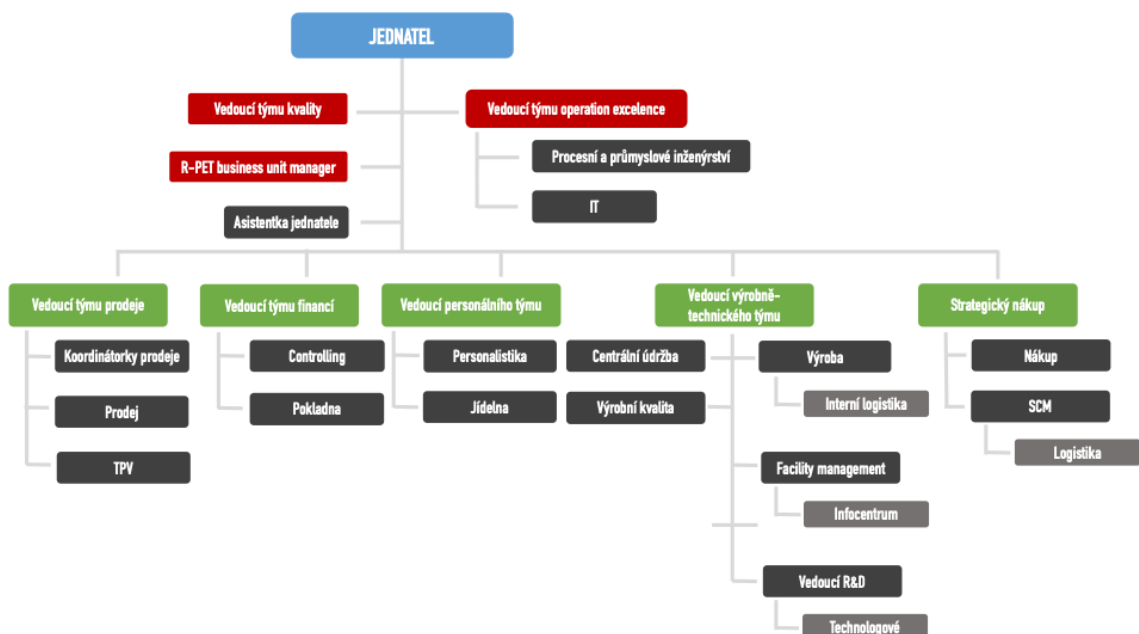 JEDNATEL
Vedoucí týmu kvality
Vedoucí týmu operation excelence
R-PET business unit manager
Procesní a průmyslové inženýrství
IT
Asistentka jednatele
Vedoucí týmu prodeje
Koordinátorky prodeje
Prodej
TPV
Vedoucí týmu financí
Controlling
Pokladna
Vedoucí personálního týmu
Personalistika
Jídelna
Vedoucí výrobně-
technického týmu
Centrální údržba
Výrobní kvalita
Výroba
Interní logistika
Facility management
Infocentrum
Vedoucí R&D
Technologové
Strategický nákup
Nákup
SCM
Logistika